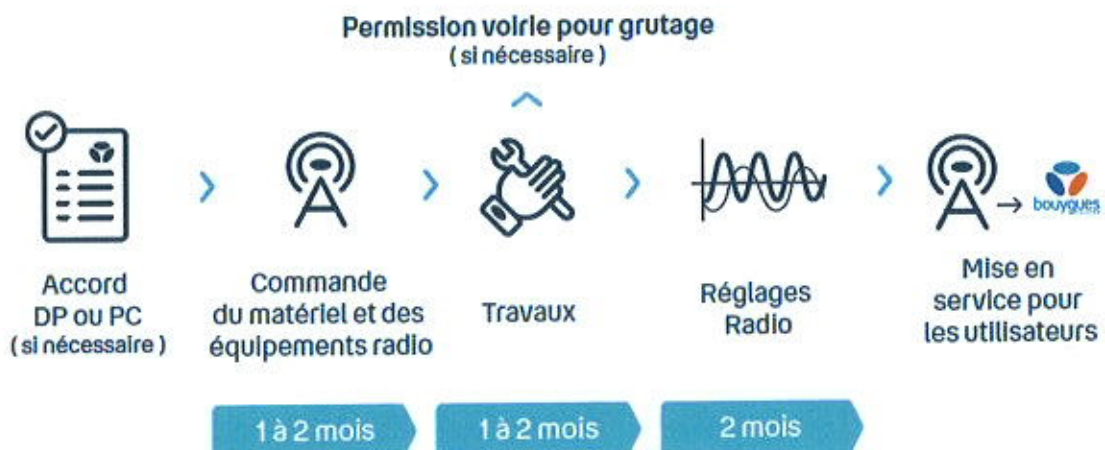 Permission voirie pour grutage
( si nécessaire )
Accord
DP ou PC
( si nécessaire )
Commande
du matériel et des
équipements radio
Travaux
Réglages
Radio
bouygues
Mise en
service pour
les utilisateurs
1 à 2 mois
1 à 2 mois
2 mois